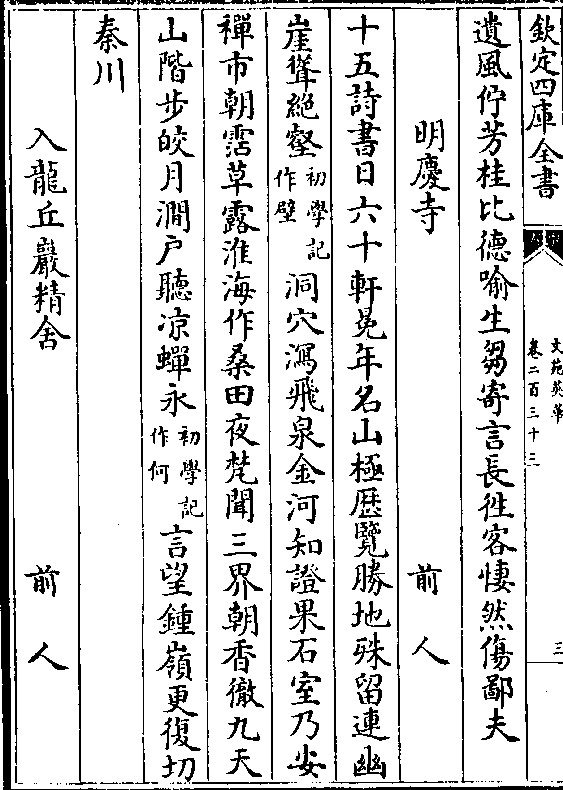 欽定四庫全書
文苑英華
卷二百三十三
三
遺風佇芳桂比德喻生芻寄言長徃客悽然傷鄙夫
明慶寺 前人
十五詩書日六十軒冕年名山極歴覽勝地殊留連幽
崖聳絶壑初學記作壁洞穴瀉飛泉金河知證果石室乃安
禪市朝霑草露淮海作桑田夜梵聞三界朝香徹九天
山階步皎月澗户聽凉蟬永初學記作何言望鍾嶺更復切
秦川
入龍丘巖精舍 前人